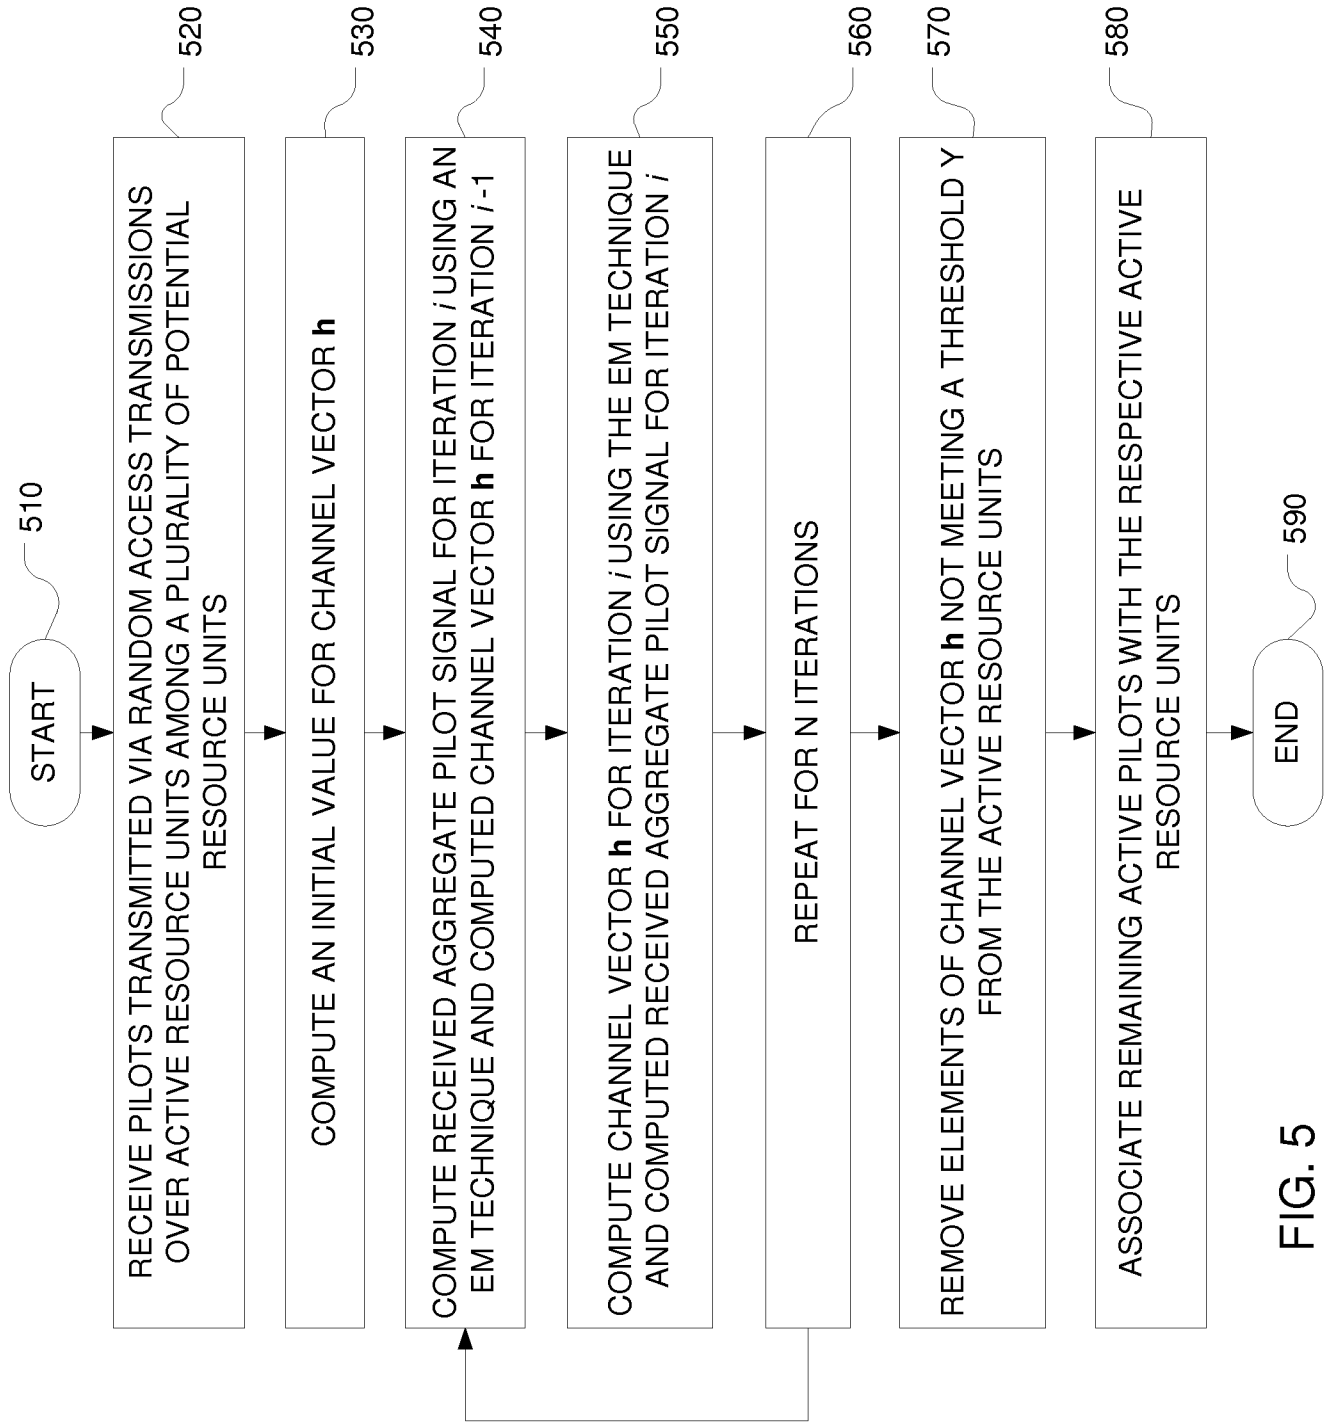 510
START
520
RECEIVE PILOTS TRANSMITTED VIA RANDOM ACCESS TRANSMISSIONS
OVER ACTIVE RESOURCE UNITS AMONG A PLURALITY OF POTENTIAL
RESOURCE UNITS
530
COMPUTE AN INITIAL VALUE FOR CHANNEL VECTOR h
540
COMPUTE RECEIVED AGGREGATE PILOT SIGNAL FOR ITERATION i USING AN
EM TECHNIQUE AND COMPUTED CHANNEL VECTOR h FOR ITERATION i -1
550
COMPUTE CHANNEL VECTOR h FOR ITERATION i USING THE EM TECHNIQUE
AND COMPUTED RECEIVED AGGREGATE PILOT SIGNAL FOR ITERATION i
560
REPEAT FOR N ITERATIONS
570
REMOVE ELEMENTS OF CHANNEL VECTOR h NOT MEETING A THRESHOLD Y
FROM THE ACTIVE RESOURCE UNITS
580
ASSOCIATE REMAINING ACTIVE PILOTS WITH THE RESPECTIVE ACTIVE
RESOURCE UNITS
590
END
FIG. 5